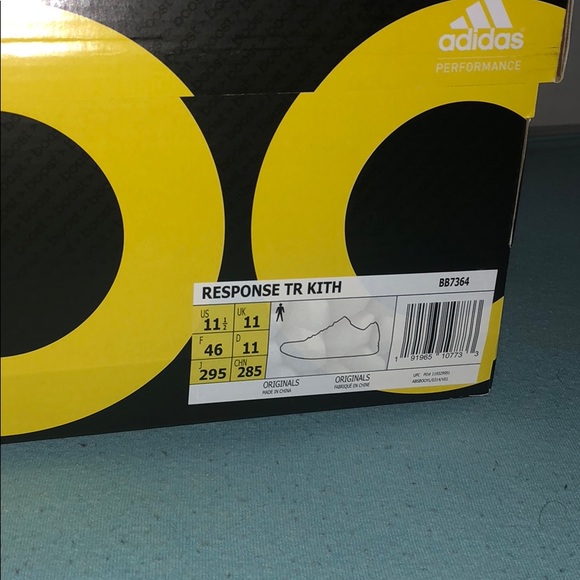 adidas
PERFORMANCE
RESPONSE TR KITH
BB7364
US 11½ UK 11
F 46 D 11
J 295 CHN 285
ORIGINALS ORIGINALS
MADE IN CHINA FABRIQUÉ EN CHINE
1 91965 10773 3
UPC